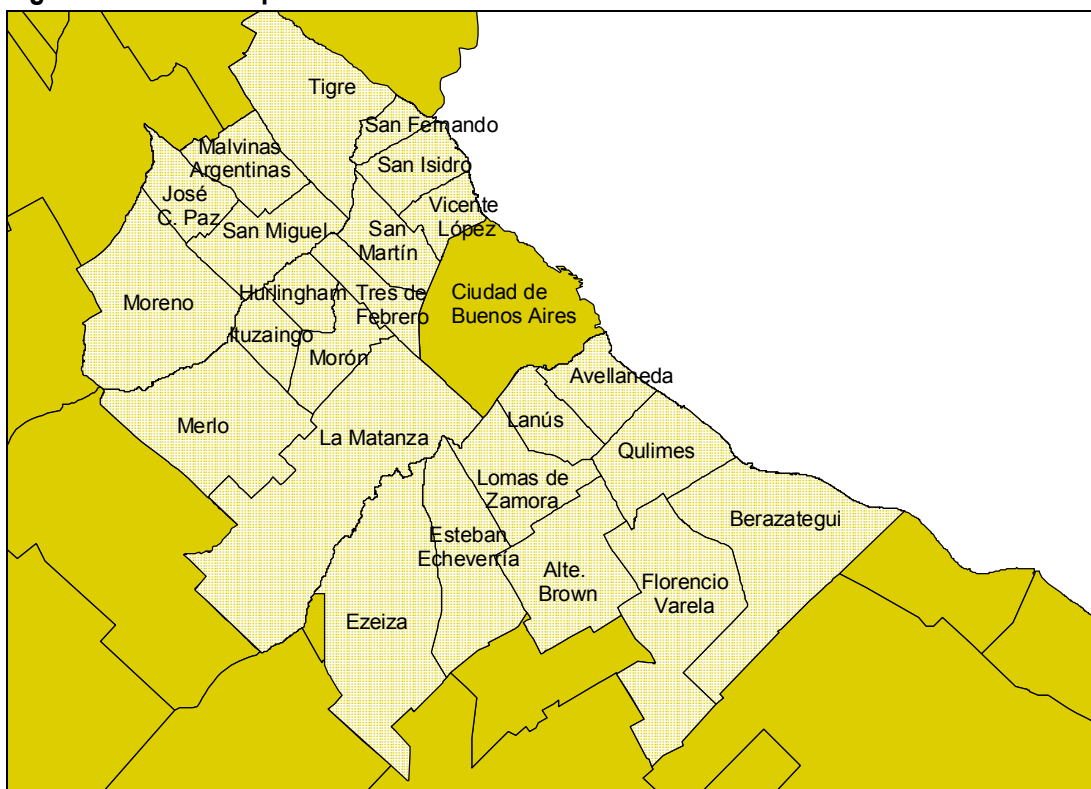 Tigre
San Fernando
Malvinas
Argentinas
San Isidro
José
C. Paz
Vicente
López
San Miguel
San
Martín
Hurlingham
Tres de
Febrero
Ciudad de
Buenos Aires
Moreno
Ituzaingo
Morón
Avellaneda
Merlo
La Matanza
Lanús
Qulimes
Lomas de
Zamora
Berazategui
Esteban
Echeverría
Alte.
Brown
Florencio
Varela
Ezeiza